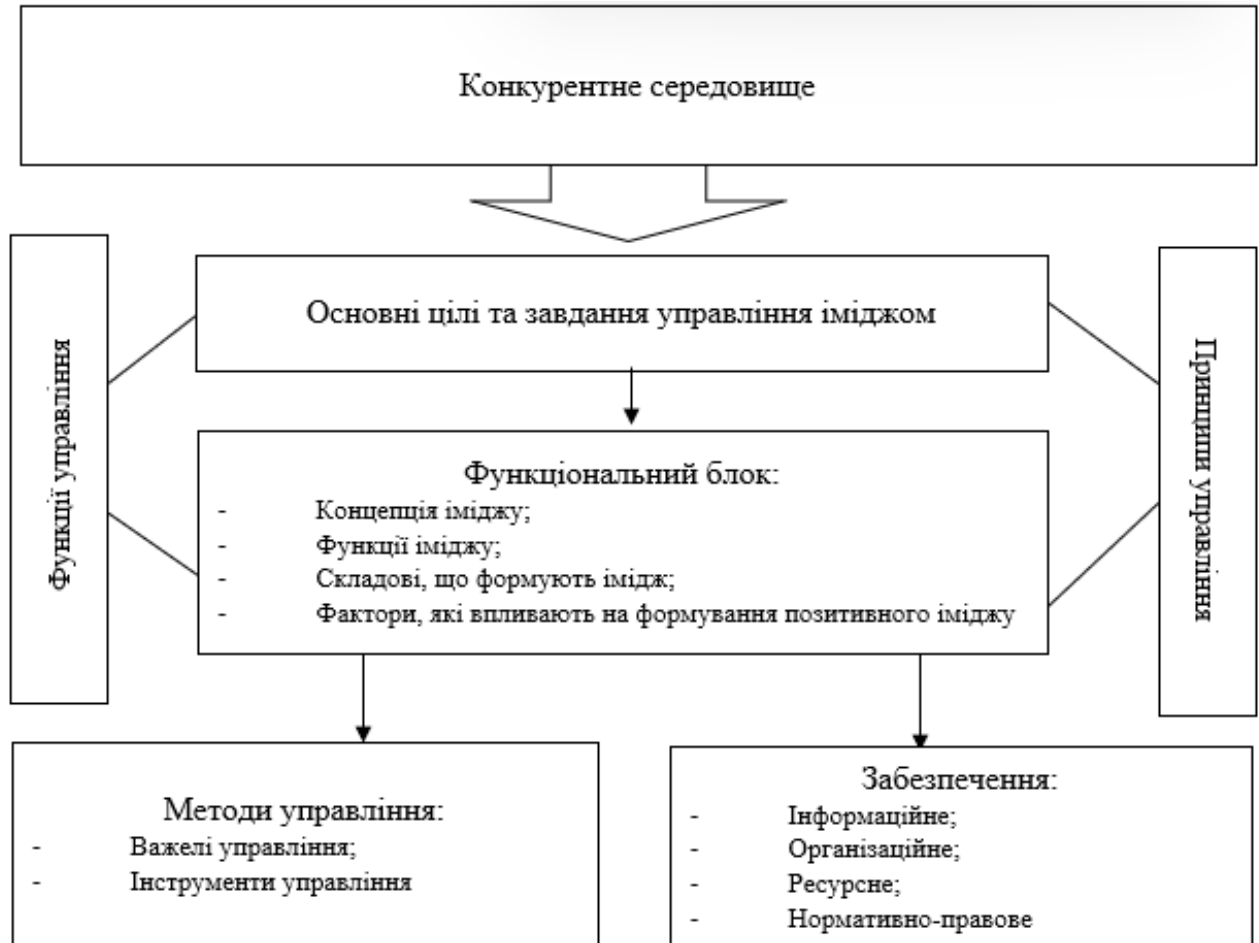 Конкурентне середовище
Основні цілі та завдання управління іміджом
Функції управління
Принципи управління
Функціональний блок:
- Концепція іміджу;
- Функції іміджу;
- Складові, що формують імідж;
- Фактори, які впливають на формування позитивного іміджу
Методи управління:
- Важелі управління;
- Інструменти управління
Забезпечення:
- Інформаційне;
- Організаційне;
- Ресурсне;
- Нормативно-правове